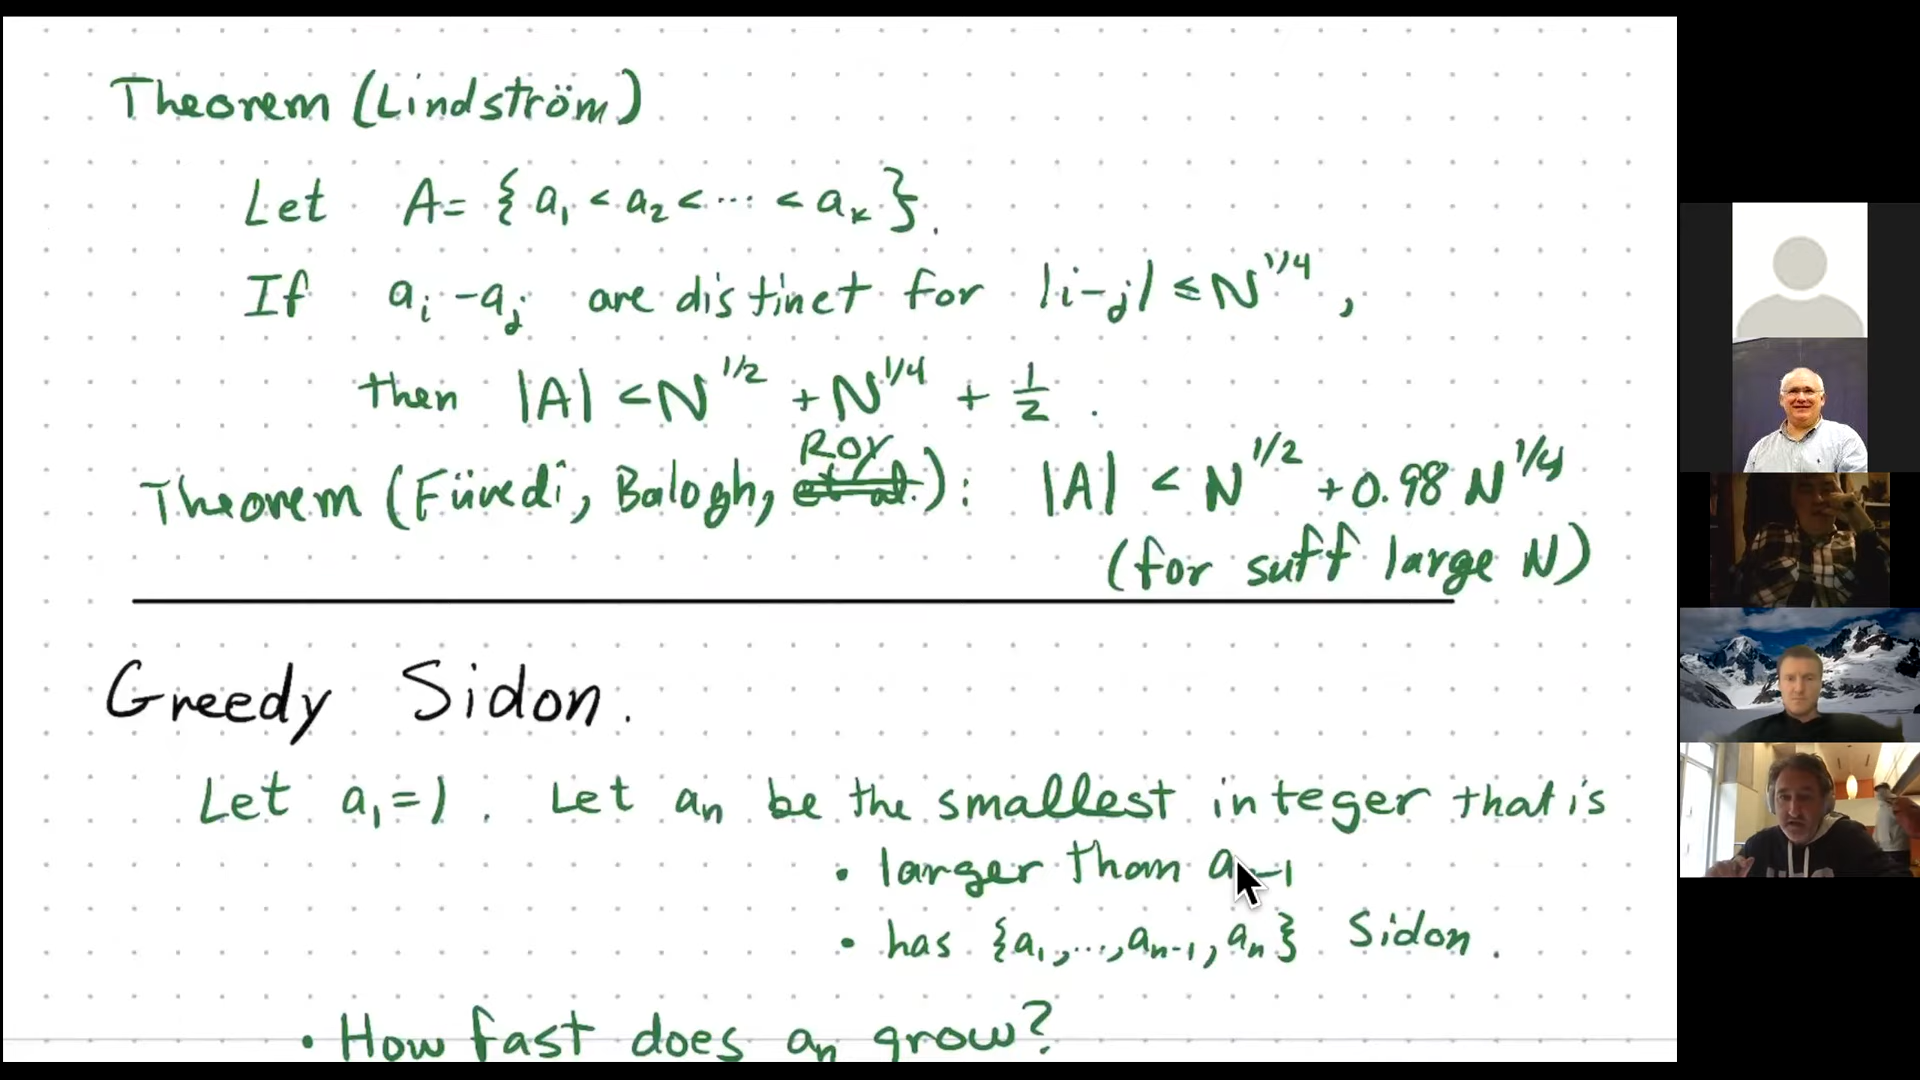 Theorem (Lindström)
Let A = { a₁ < a₂ < ... < aₖ }.
If aᵢ - aⱼ are distinct for |i-j| ≤ N^{1/4},
then |A| < N^{1/2} + N^{1/4} + 1/2 .
Roy
Theorem (Füredi, Balogh, et al.): |A| < N^{1/2} + 0.98 N^{1/4}
(for suff large N)
Greedy Sidon.
Let a₁ = 1. Let aₙ be the smallest integer that is
• larger than aₙ₋₁
• has {a₁, ..., aₙ₋₁, aₙ} Sidon.
• How fast does aₙ grow?